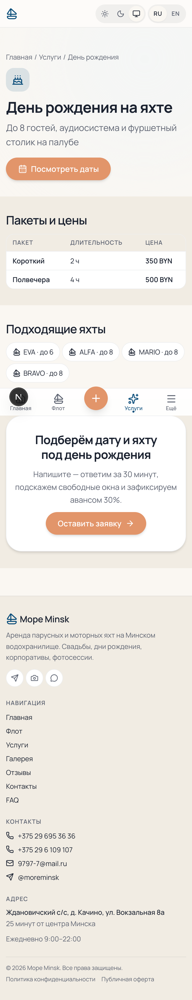 RU EN
Главная / Услуги / День рождения
День рождения на яхте
До 8 гостей, аудиосистема и фуршетный
столик на палубе
Посмотреть даты
Пакеты и цены
ПАКЕТ ДЛИТЕЛЬНОСТЬ ЦЕНА
Короткий 2 ч 350 BYN
Полвечера 4 ч 500 BYN
Подходящие яхты
EVA · до 6 ALFA · до 8 MARIO · до 8
BRAVO · до 8
N
Главная Флот Услуги Ещё
Подберём дату и яхту
под день рождения
Напишите — ответим за 30 минут,
подскажем свободные окна и зафиксируем
авансом 30%.
Оставить заявку
Море Minsk
Аренда парусных и моторных яхт на Минском
водохранилище. Свадьбы, дни рождения,
корпоративы, фотосессии.
НАВИГАЦИЯ
Главная
Флот
Услуги
Галерея
Отзывы
Контакты
FAQ
КОНТАКТЫ
+375 29 695 36 36
+375 29 6 109 107
9797-7@mail.ru
@moreminsk
АДРЕС
Ждановичский с/с, д. Качино, ул. Вокзальная 8а
25 минут от центра Минска
Ежедневно 9:00–22:00
© 2026 Море Minsk. Все права защищены.
Политика конфиденциальности Публичная оферта